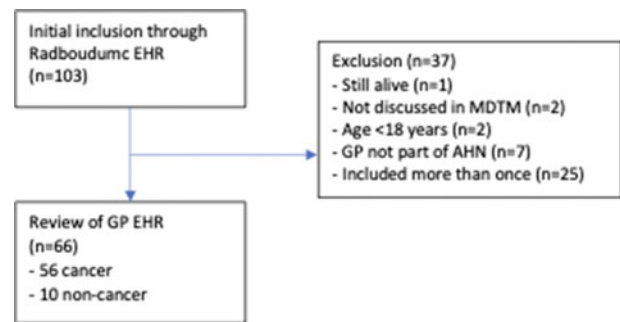 Initial inclusion through
Radboudumc EHR
(n=103)
Exclusion (n=37)
- Still alive (n=1)
- Not discussed in MDTM (n=2)
- Age <18 years (n=2)
- GP not part of AHN (n=7)
- Included more than once (n=25)
Review of GP EHR
(n=66)
- 56 cancer
- 10 non-cancer